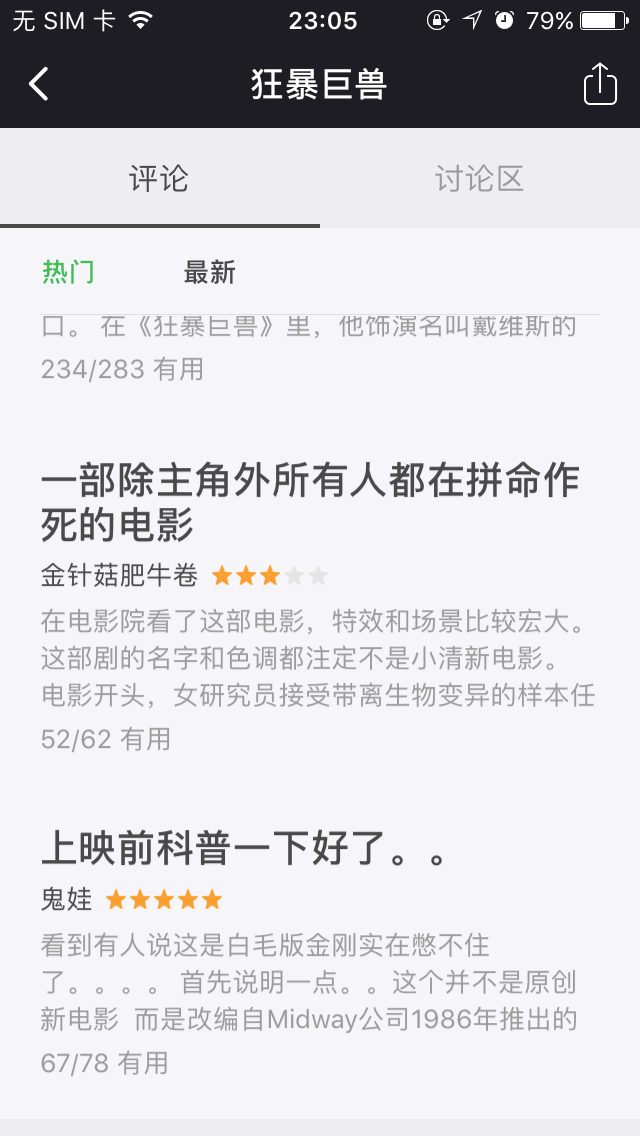 无 SIM 卡 23:05 79%
狂暴巨兽
评论 讨论区
热门 最新
口。 在《狂暴巨兽》里，他饰演名叫戴维斯的
234/283 有用
一部除主角外所有人都在拼命作
死的电影
金针菇肥牛卷
在电影院看了这部电影，特效和场景比较宏大。
这部剧的名字和色调都注定不是小清新电影。
电影开头，女研究员接受带离生物变异的样本任
52/62 有用
上映前科普一下好了。。
鬼娃
看到有人说这是白毛版金刚实在憋不住
了。。。。 首先说明一点。。这个并不是原创
新电影 而是改编自Midway公司1986年推出的
67/78 有用